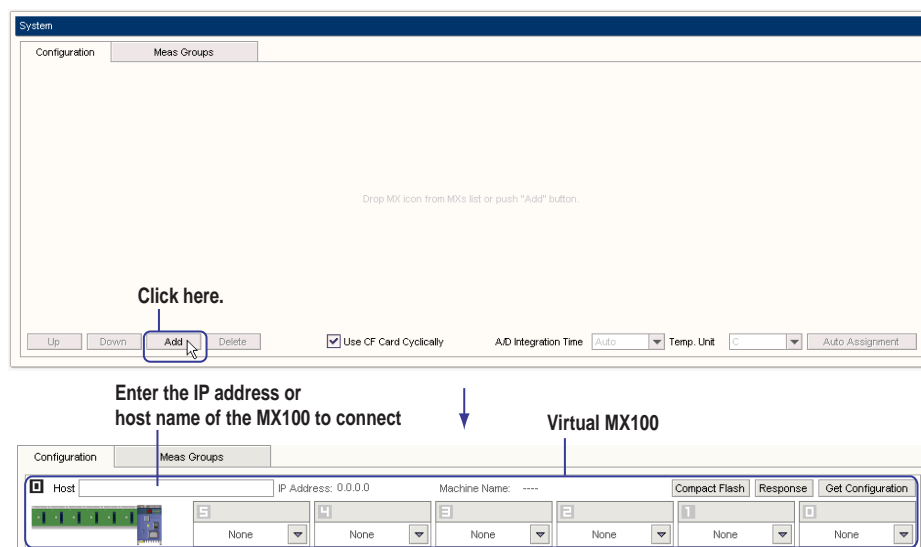 System
Configuration Meas Groups
Drop MX icon from MXs list or push "Add" button.
Click here.
Up Down Add Delete Use CF Card Cyclically A/D Integration Time Auto Temp. Unit C Auto Assignment
Enter the IP address or
host name of the MX100 to connect
Virtual MX100
Configuration Meas Groups
0 Host IP Address: 0.0.0.0 Machine Name: ---- Compact Flash Response Get Configuration
5 4 3 2 1 0
None None None None None None